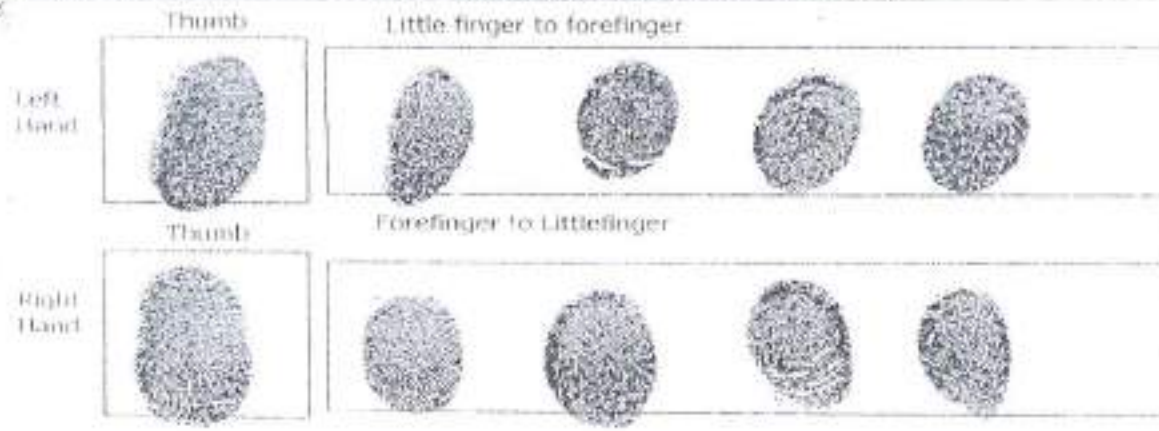 Thumb
Little finger to forefinger
Left
Hand
Thumb
Forefinger to Littlefinger
Right
Hand